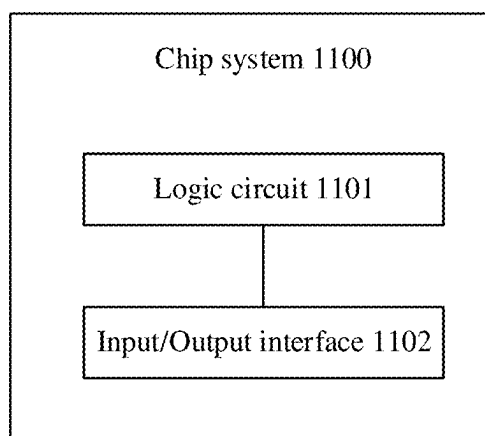 Chip system 1100
Logic circuit 1101
Input/Output interface 1102